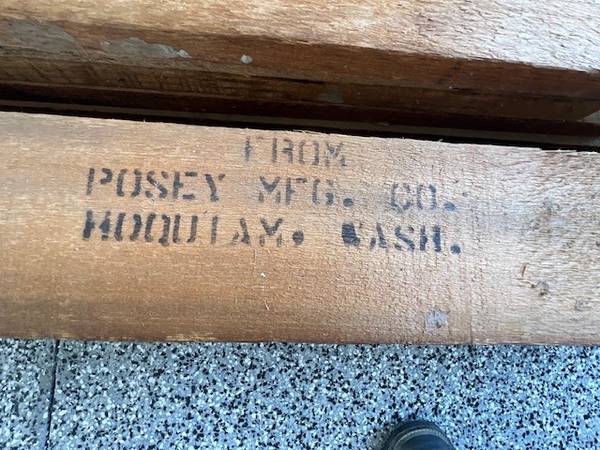 FROM
POSEY MFG. CO.
HOQUIAM. WASH.